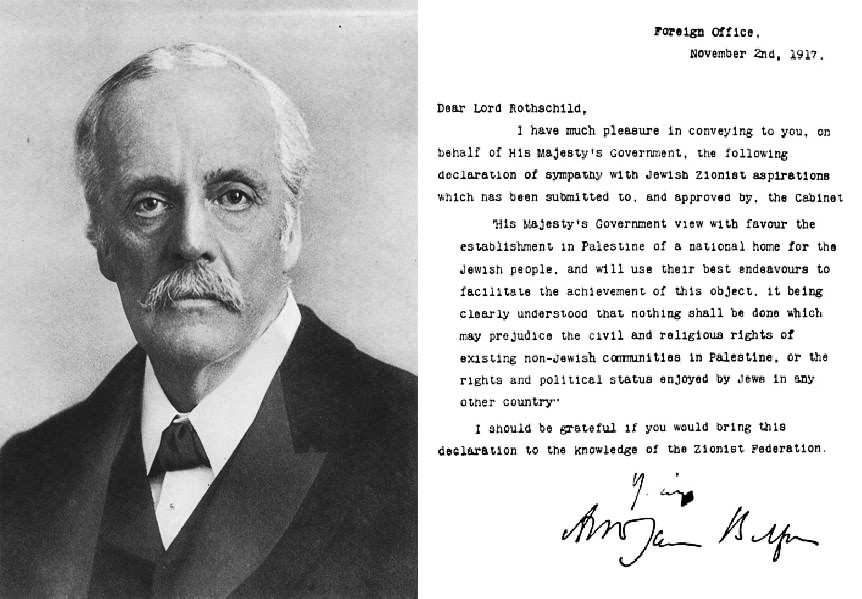 Foreign Office,
November 2nd, 1917.
Dear Lord Rothschild,
I have much pleasure in conveying to you, on
behalf of His Majesty's Government, the following
declaration of sympathy with Jewish Zionist aspirations
which has been submitted to, and approved by, the Cabinet
"His Majesty's Government view with favour the
establishment in Palestine of a national home for the
Jewish people, and will use their best endeavours to
facilitate the achievement of this object, it being
clearly understood that nothing shall be done which
may prejudice the civil and religious rights of
existing non-Jewish communities in Palestine, or the
rights and political status enjoyed by Jews in any
other country"
I should be grateful if you would bring this
declaration to the knowledge of the Zionist Federation.
Arthur James Balfour